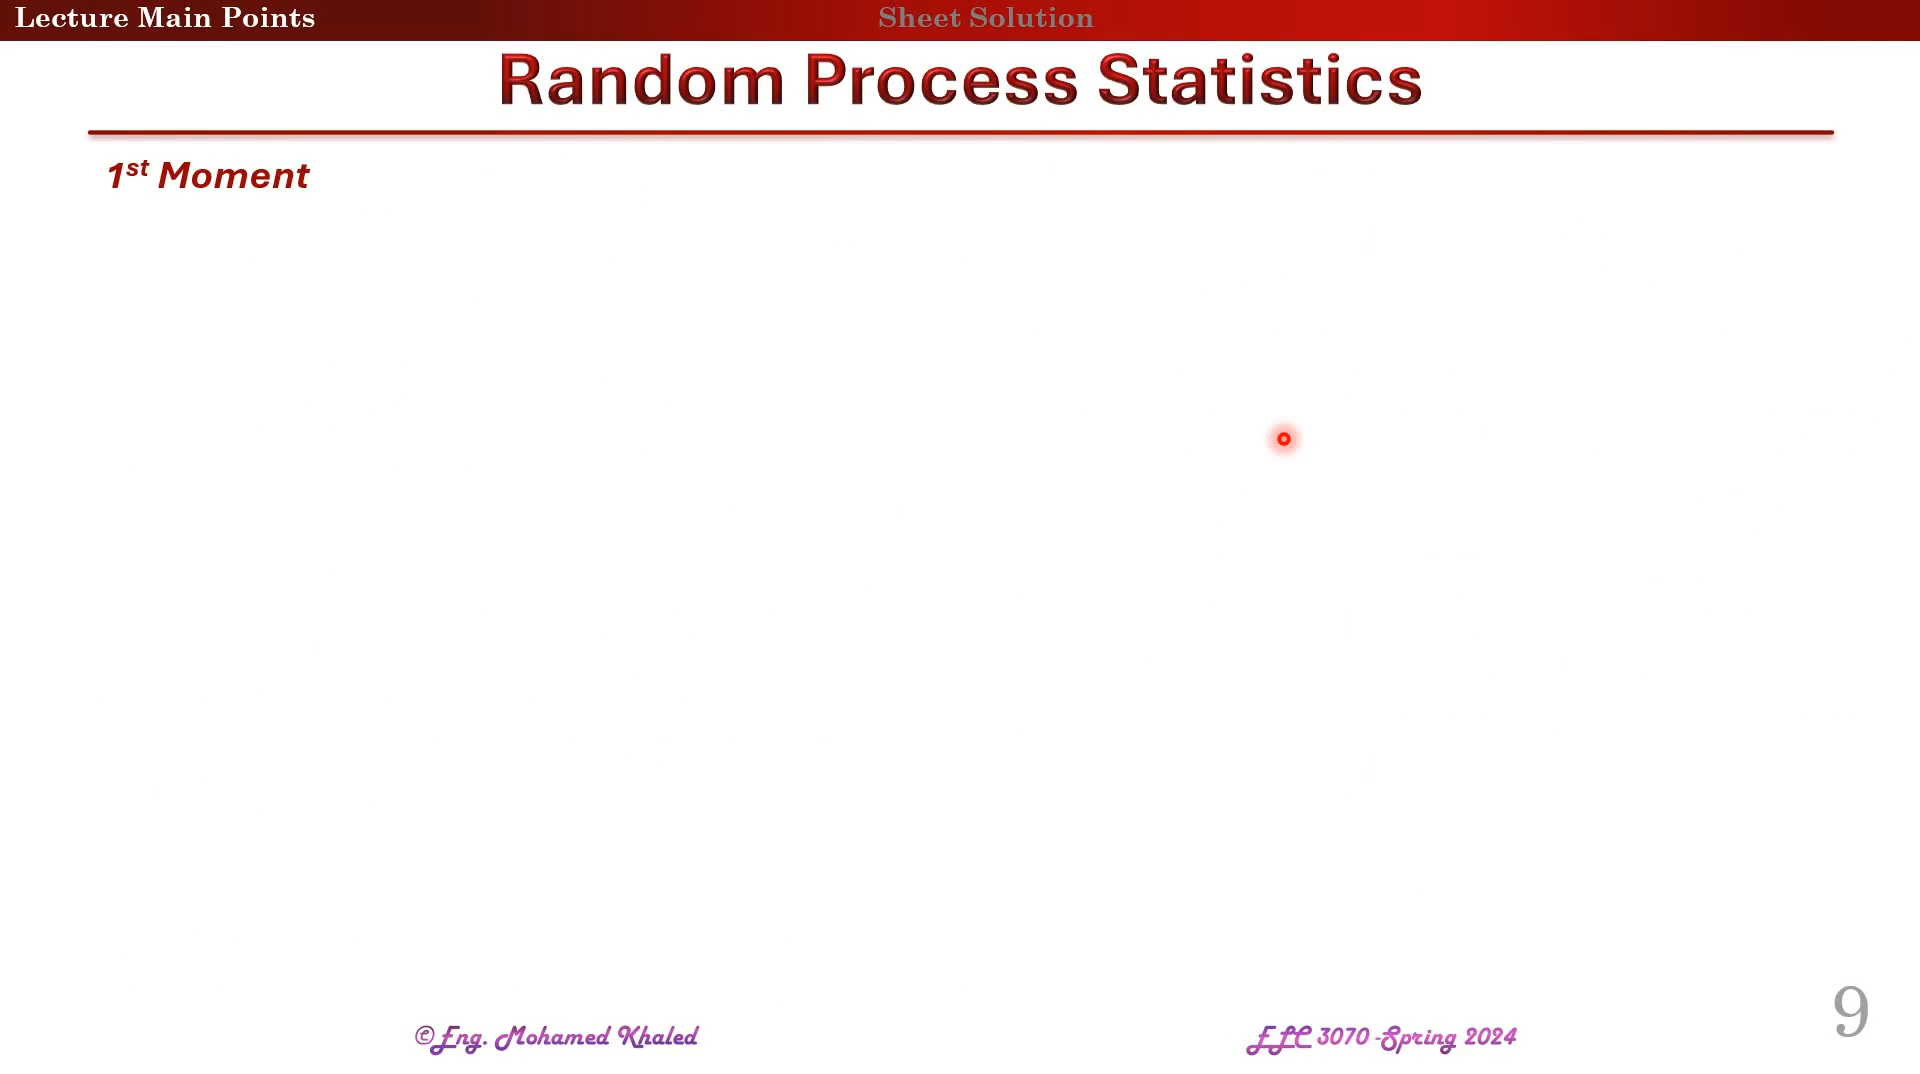 Lecture Main Points
Sheet Solution
Random Process Statistics
1st Moment
©Eng. Mohamed Khaled
ELC 3070 -Spring 2024
9